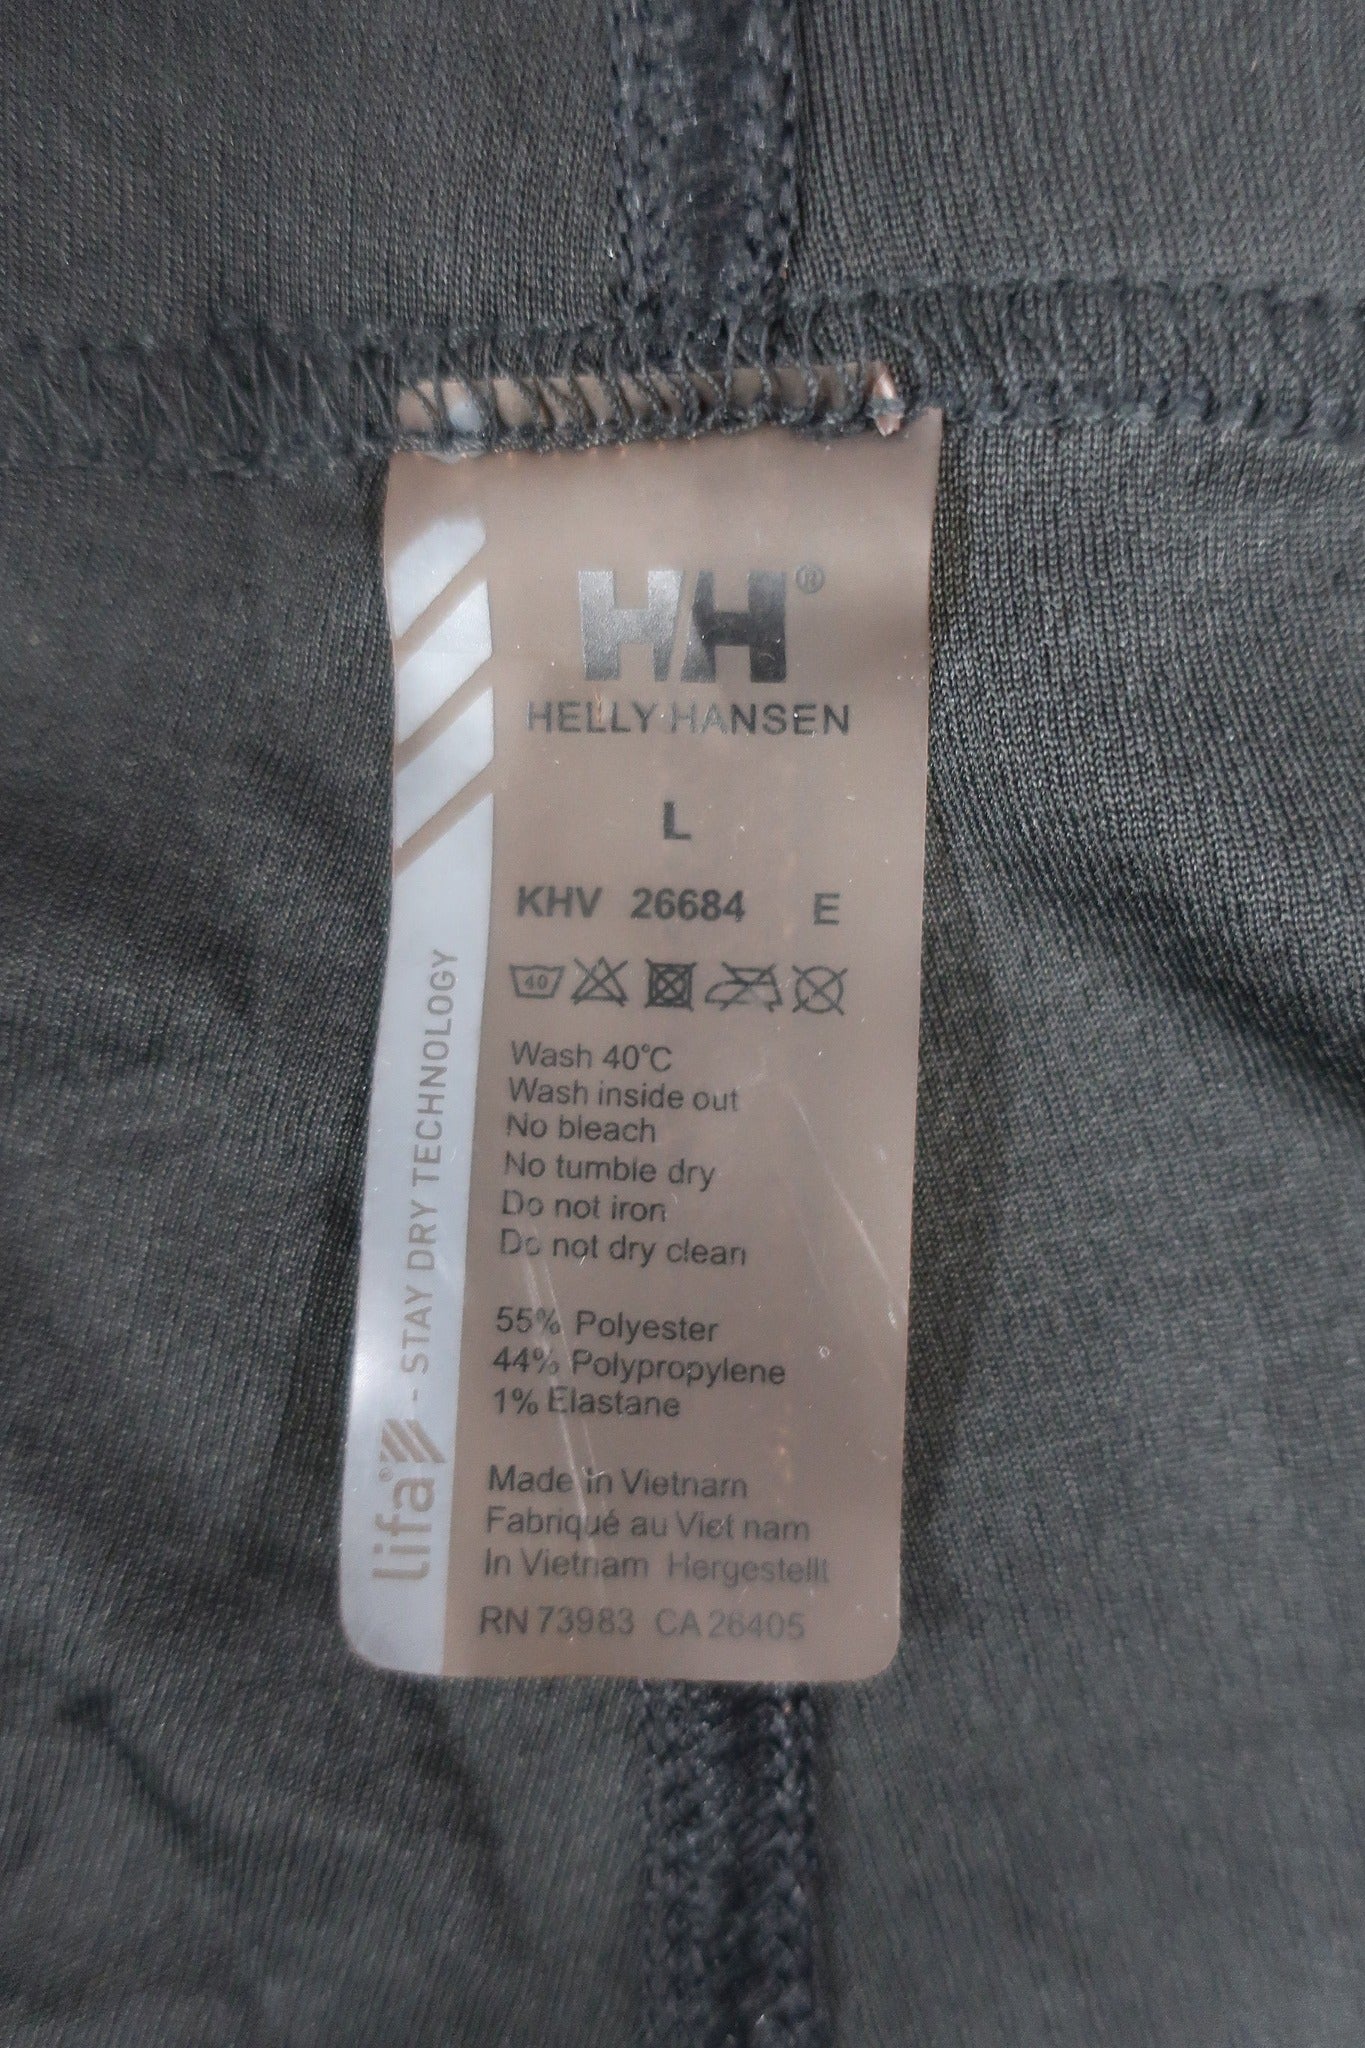 HH®
HELLY HANSEN
L
KHV 26684 E
40
Wash 40°C
Wash inside out
No bleach
No tumble dry
Do not iron
Do not dry clean
55% Polyester
44% Polypropylene
1% Elastane
Made in Vietnam
Fabriqué au Viet nam
In Vietnam Hergestellt
RN 73983 CA 26405
Lifa® - STAY DRY TECHNOLOGY